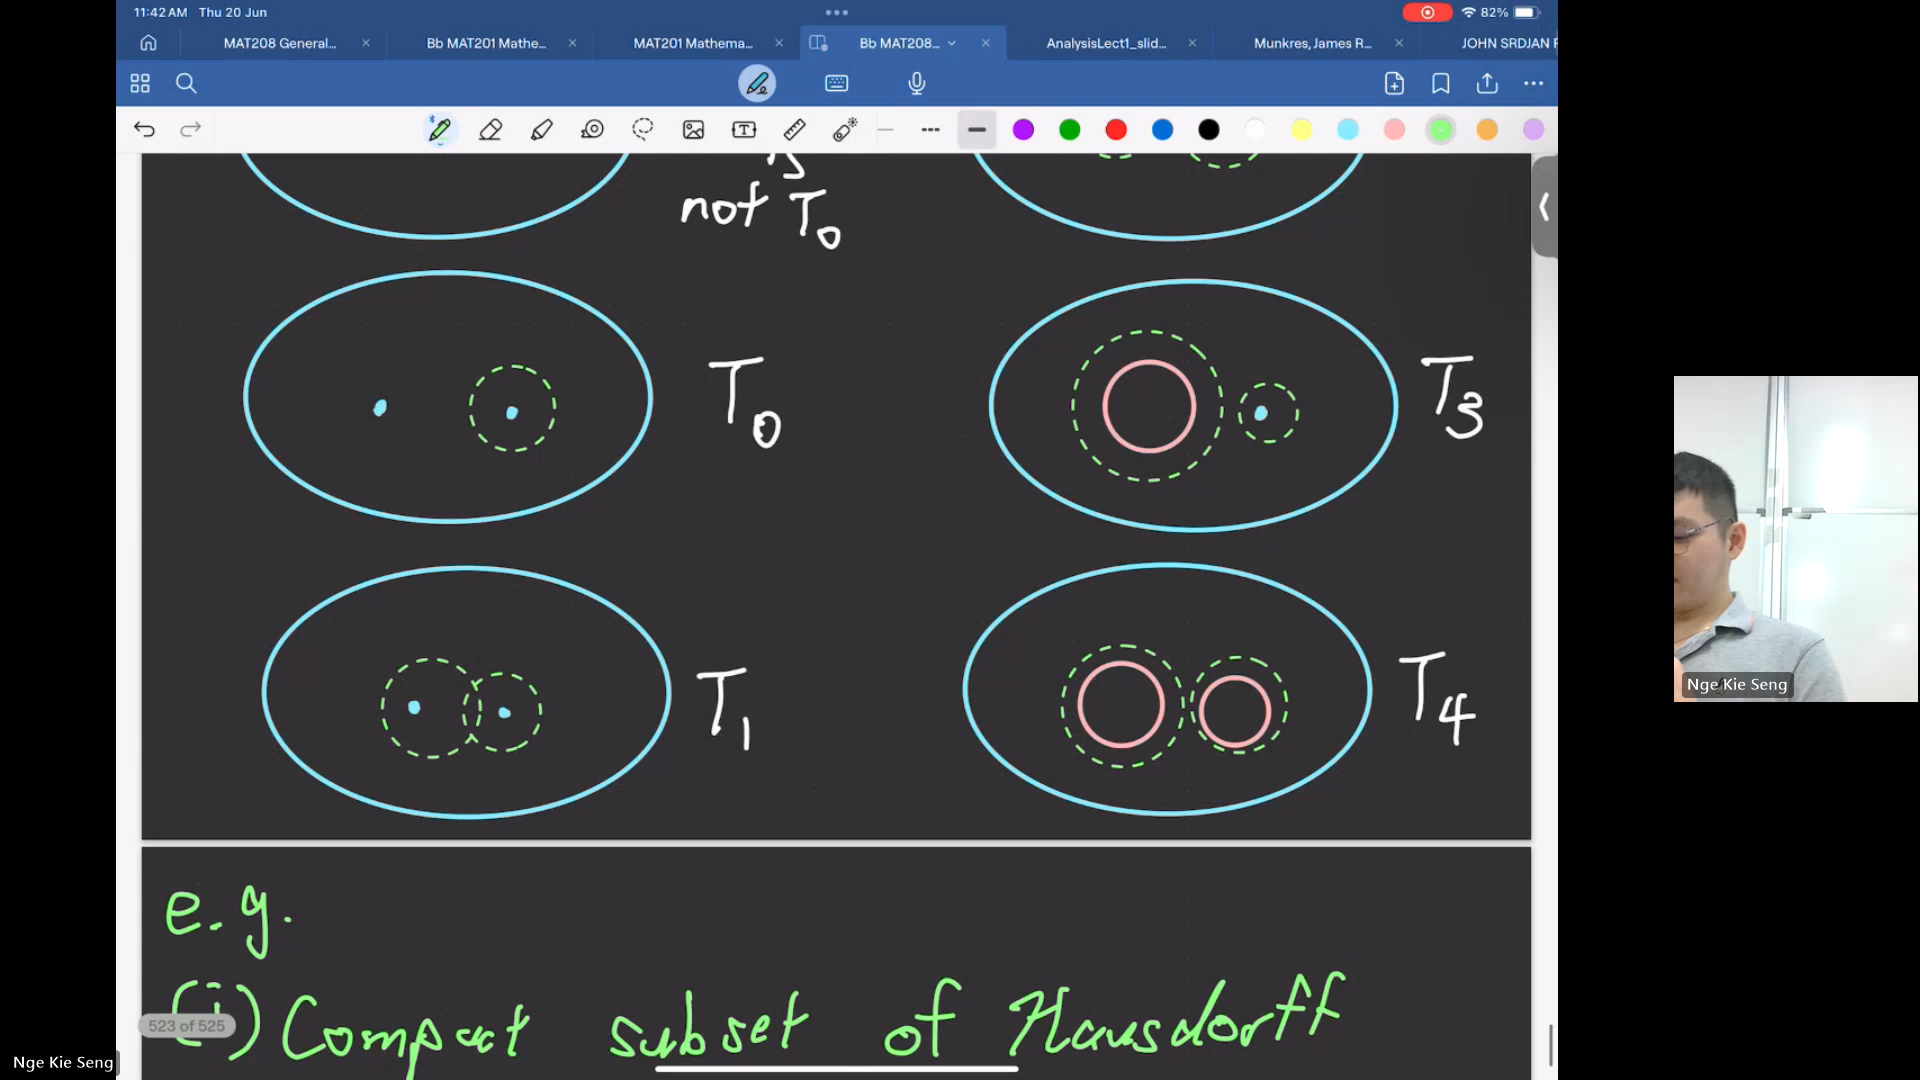 11:42 AM Thu 20 Jun
82%
MAT208 General...
Bb MAT201 Mathe...
MAT201 Mathema...
Bb MAT208...
AnalysisLect1_slid...
Munkres, James R...
JOHN SRDJAN
not T0
T0
T3
T1
T4
e.g.
(i) Compact subset of Hausdorff
523 of 525
Nge Kie Seng
Nge Kie Seng